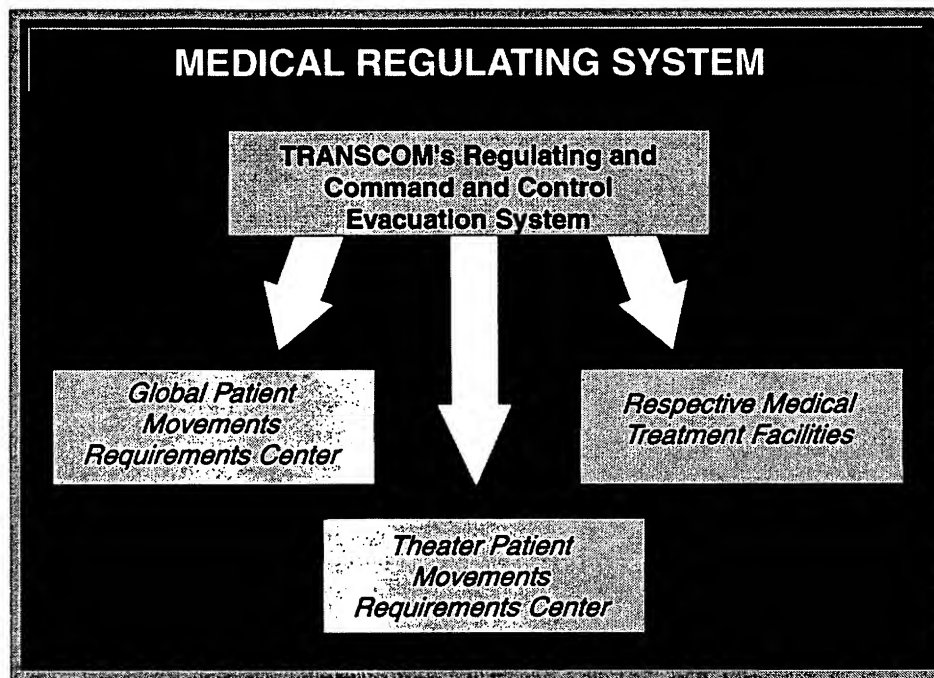 MEDICAL REGULATING SYSTEM
TRANSCOM's Regulating and
Command and Control
Evacuation System
Global Patient
Movements
Requirements Center
Respective Medical
Treatment Facilities
Theater Patient
Movements
Requirements Center